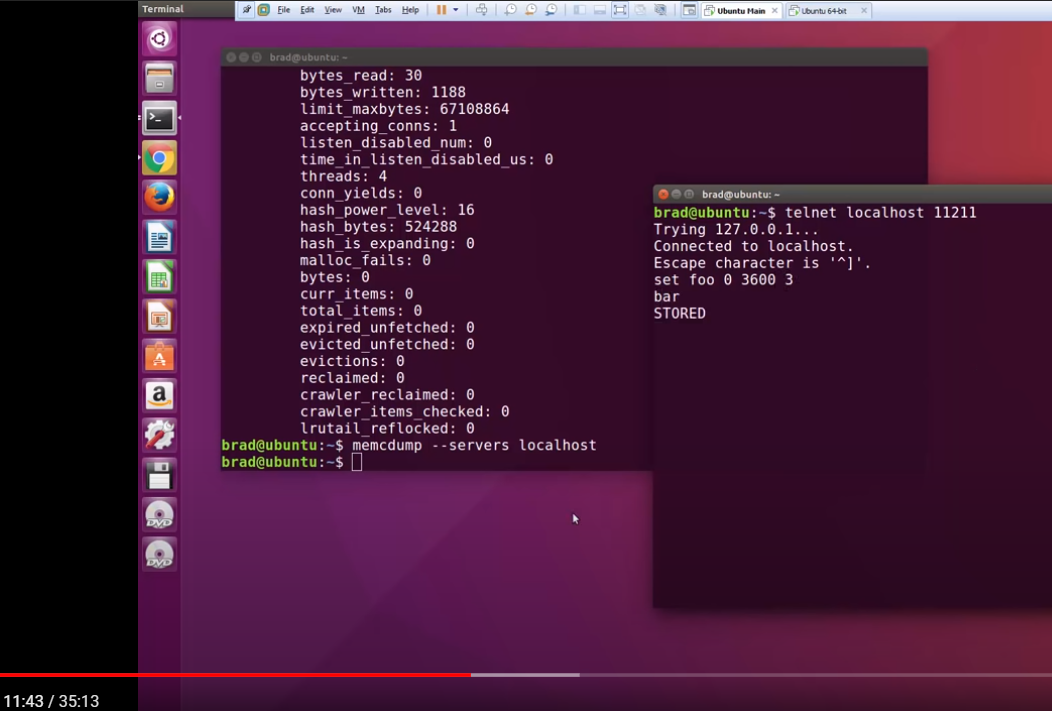 Terminal
File Edit View VM Tabs Help
Ubuntu Main
Ubuntu 64-bit
brad@ubuntu: ~
bytes_read: 30
bytes_written: 1188
limit_maxbytes: 67108864
accepting_conns: 1
listen_disabled_num: 0
time_in_listen_disabled_us: 0
threads: 4
conn_yields: 0
hash_power_level: 16
hash_bytes: 524288
hash_is_expanding: 0
malloc_fails: 0
bytes: 0
curr_items: 0
total_items: 0
expired_unfetched: 0
evicted_unfetched: 0
evictions: 0
reclaimed: 0
crawler_reclaimed: 0
crawler_items_checked: 0
lrutail_reflocked: 0
brad@ubuntu:~$ memcdump --servers localhost
brad@ubuntu:~$
brad@ubuntu: ~
brad@ubuntu:~$ telnet localhost 11211
Trying 127.0.0.1...
Connected to localhost.
Escape character is '^]'.
set foo 0 3600 3
bar
STORED
a
DVD
DVD
11:43 / 35:13